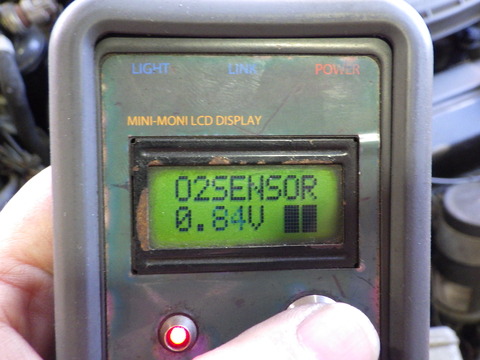 LIGHT LINK POWER
MINI-MONI LCD DISPLAY
O2SENSOR
0.84V